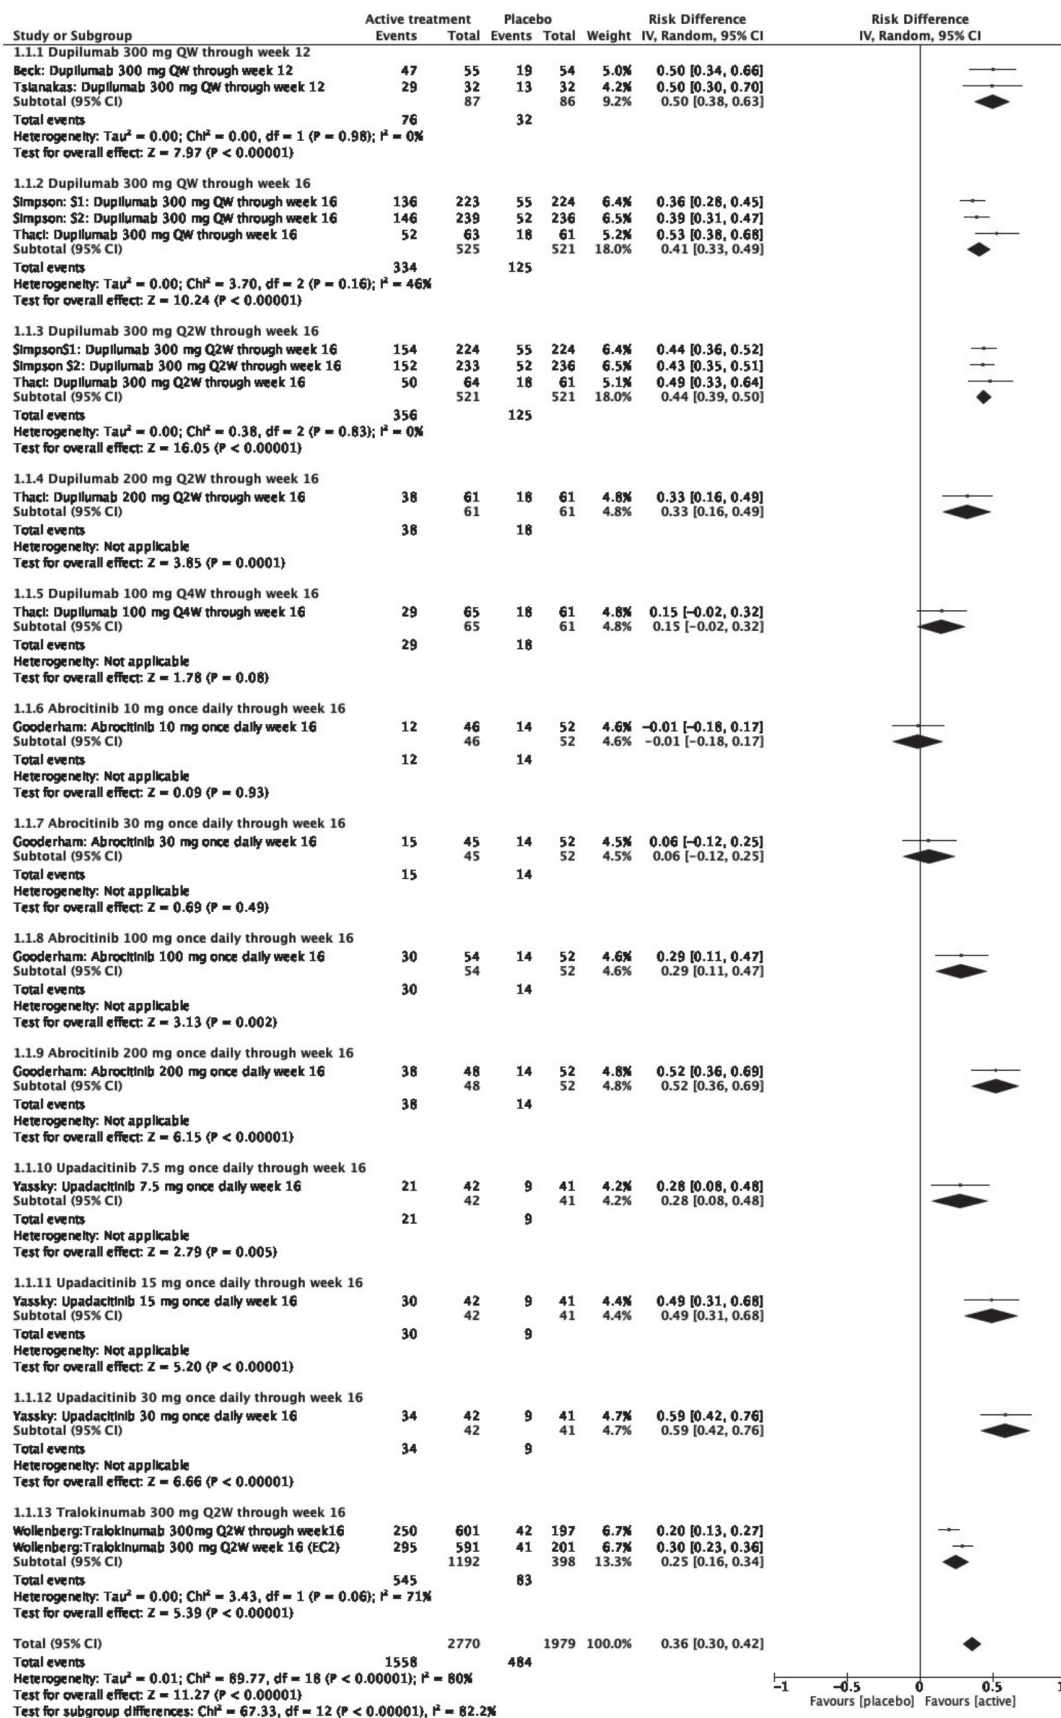 Active treatment Placebo Risk Difference Risk Difference
Study or Subgroup Events Total Events Total Weight IV, Random, 95% CI IV, Random, 95% CI
1.1.1 Dupilumab 300 mg QW through week 12
Beck: Dupilumab 300 mg QW through week 12 47 55 19 54 5.0% 0.50 [0.34, 0.66]
Tsianakas: Dupilumab 300 mg QW through week 12 29 32 13 32 4.2% 0.50 [0.30, 0.70]
Subtotal (95% CI) 87 86 9.2% 0.50 [0.38, 0.63]
Total events 76 32
Heterogeneity: Tau² = 0.00; Chi² = 0.00, df = 1 (P = 0.98); I² = 0%
Test for overall effect: Z = 7.97 (P < 0.00001)
1.1.2 Dupilumab 300 mg QW through week 16
Simpson: S1: Dupilumab 300 mg QW through week 16 136 223 55 224 6.4% 0.36 [0.28, 0.45]
Simpson: S2: Dupilumab 300 mg QW through week 16 146 239 52 236 6.5% 0.39 [0.31, 0.47]
Thaci: Dupilumab 300 mg QW through week 16 52 63 18 61 5.2% 0.53 [0.38, 0.68]
Subtotal (95% CI) 525 521 18.0% 0.41 [0.33, 0.49]
Total events 334 125
Heterogeneity: Tau² = 0.00; Chi² = 3.70, df = 2 (P = 0.16); I² = 46%
Test for overall effect: Z = 10.24 (P < 0.00001)
1.1.3 Dupilumab 300 mg Q2W through week 16
SimpsonS1: Dupilumab 300 mg Q2W through week 16 154 224 55 224 6.4% 0.44 [0.36, 0.52]
Simpson S2: Dupilumab 300 mg Q2W through week 16 152 233 52 236 6.5% 0.43 [0.35, 0.51]
Thaci: Dupilumab 300 mg Q2W through week 16 50 64 18 61 5.1% 0.49 [0.33, 0.64]
Subtotal (95% CI) 521 521 18.0% 0.44 [0.39, 0.50]
Total events 356 125
Heterogeneity: Tau² = 0.00; Chi² = 0.38, df = 2 (P = 0.83); I² = 0%
Test for overall effect: Z = 16.05 (P < 0.00001)
1.1.4 Dupilumab 200 mg Q2W through week 16
Thaci: Dupilumab 200 mg Q2W through week 16 38 61 18 61 4.8% 0.33 [0.16, 0.49]
Subtotal (95% CI) 61 61 4.8% 0.33 [0.16, 0.49]
Total events 38 18
Heterogeneity: Not applicable
Test for overall effect: Z = 3.85 (P = 0.0001)
1.1.5 Dupilumab 100 mg Q4W through week 16
Thaci: Dupilumab 100 mg Q4W through week 16 29 65 18 61 4.8% 0.15 [-0.02, 0.32]
Subtotal (95% CI) 65 61 4.8% 0.15 [-0.02, 0.32]
Total events 29 18
Heterogeneity: Not applicable
Test for overall effect: Z = 1.78 (P = 0.08)
1.1.6 Abrocitinib 10 mg once daily through week 16
Gooderham: Abrocitinib 10 mg once daily week 16 12 46 14 52 4.6% -0.01 [-0.18, 0.17]
Subtotal (95% CI) 46 52 4.6% -0.01 [-0.18, 0.17]
Total events 12 14
Heterogeneity: Not applicable
Test for overall effect: Z = 0.09 (P = 0.93)
1.1.7 Abrocitinib 30 mg once daily through week 16
Gooderham: Abrocitinib 30 mg once daily week 16 15 45 14 52 4.5% 0.06 [-0.12, 0.25]
Subtotal (95% CI) 45 52 4.5% 0.06 [-0.12, 0.25]
Total events 15 14
Heterogeneity: Not applicable
Test for overall effect: Z = 0.69 (P = 0.49)
1.1.8 Abrocitinib 100 mg once daily through week 16
Gooderham: Abrocitinib 100 mg once daily week 16 30 54 14 52 4.6% 0.29 [0.11, 0.47]
Subtotal (95% CI) 54 52 4.6% 0.29 [0.11, 0.47]
Total events 30 14
Heterogeneity: Not applicable
Test for overall effect: Z = 3.13 (P = 0.002)
1.1.9 Abrocitinib 200 mg once daily through week 16
Gooderham: Abrocitinib 200 mg once daily week 16 38 48 14 52 4.8% 0.52 [0.36, 0.69]
Subtotal (95% CI) 48 52 4.8% 0.52 [0.36, 0.69]
Total events 38 14
Heterogeneity: Not applicable
Test for overall effect: Z = 6.15 (P < 0.00001)
1.1.10 Upadacitinib 7.5 mg once daily through week 16
Yassky: Upadacitinib 7.5 mg once daily week 16 21 42 9 41 4.2% 0.28 [0.08, 0.48]
Subtotal (95% CI) 42 41 4.2% 0.28 [0.08, 0.48]
Total events 21 9
Heterogeneity: Not applicable
Test for overall effect: Z = 2.79 (P = 0.005)
1.1.11 Upadacitinib 15 mg once daily through week 16
Yassky: Upadacitinib 15 mg once daily week 16 30 42 9 41 4.4% 0.49 [0.31, 0.68]
Subtotal (95% CI) 42 41 4.4% 0.49 [0.31, 0.68]
Total events 30 9
Heterogeneity: Not applicable
Test for overall effect: Z = 5.20 (P < 0.00001)
1.1.12 Upadacitinib 30 mg once daily through week 16
Yassky: Upadacitinib 30 mg once daily week 16 34 42 9 41 4.7% 0.59 [0.42, 0.76]
Subtotal (95% CI) 42 41 4.7% 0.59 [0.42, 0.76]
Total events 34 9
Heterogeneity: Not applicable
Test for overall effect: Z = 6.66 (P < 0.00001)
1.1.13 Tralokinumab 300 mg Q2W through week 16
Wollenberg:Tralokinumab 300mg Q2W through week16 250 601 42 197 6.7% 0.20 [0.13, 0.27]
Wollenberg:Tralokinumab 300 mg Q2W week 16 (EC2) 295 591 41 201 6.7% 0.30 [0.23, 0.36]
Subtotal (95% CI) 1192 398 13.3% 0.25 [0.16, 0.34]
Total events 545 83
Heterogeneity: Tau² = 0.00; Chi² = 3.43, df = 1 (P = 0.06); I² = 71%
Test for overall effect: Z = 5.39 (P < 0.00001)
Total (95% CI) 2770 1979 100.0% 0.36 [0.30, 0.42]
Total events 1558 484
Heterogeneity: Tau² = 0.01; Chi² = 89.77, df = 18 (P < 0.00001); I² = 80%
Test for overall effect: Z = 11.27 (P < 0.00001)
Test for subgroup differences: Chi² = 67.33, df = 12 (P < 0.00001), I² = 82.2%
-1 -0.5 0 0.5 1
Favours [placebo] Favours [active]